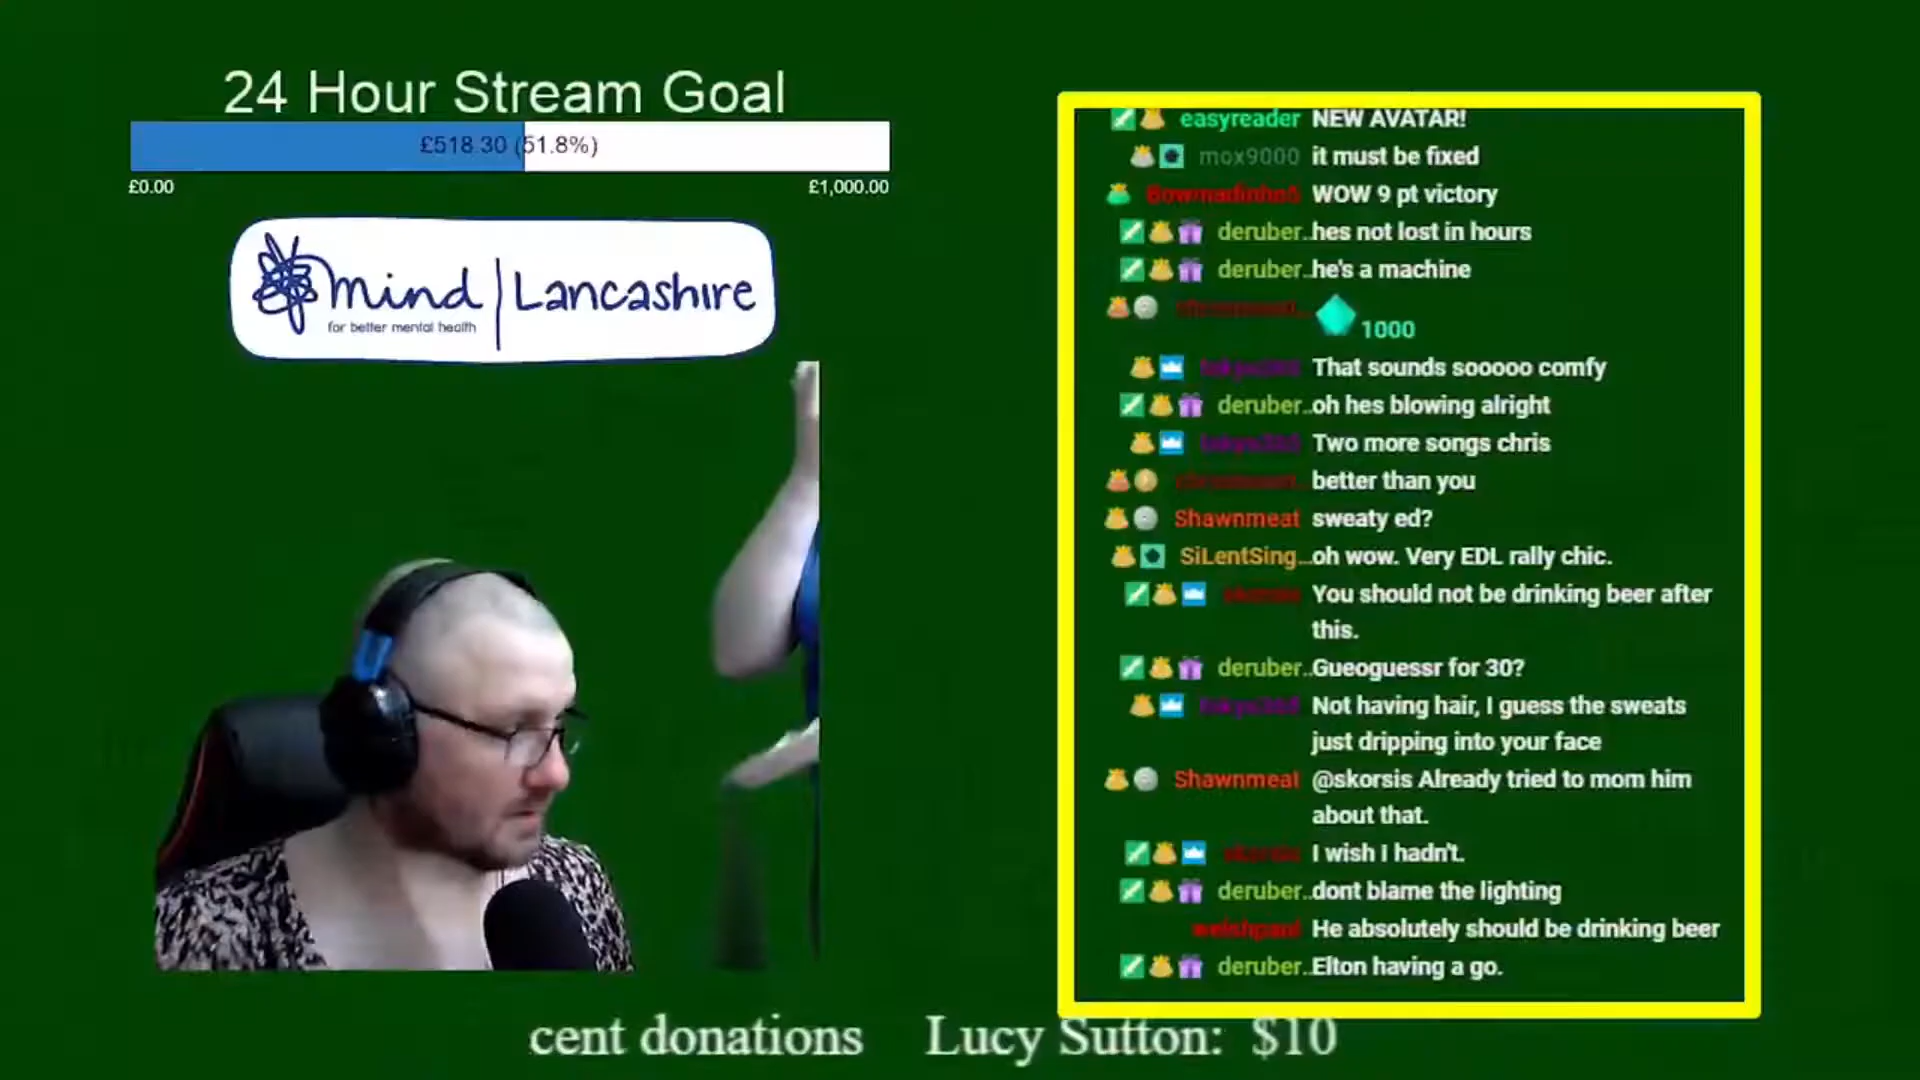 24 Hour Stream Goal
£518.30 (51.8%)
£0.00 £1,000.00
mind Lancashire
for better mental health
easyreader NEW AVATAR!
mox9000 it must be fixed
Bowmadinho5 WOW 9 pt victory
deruber..hes not lost in hours
deruber..he's a machine
1000
That sounds sooooo comfy
deruber..oh hes blowing alright
Two more songs chris
better than you
Shawnmeat sweaty ed?
SiLentSing...oh wow. Very EDL rally chic.
skorsis You should not be drinking beer after
this.
deruber..Gueoguessr for 30?
Not having hair, I guess the sweats
just dripping into your face
Shawnmeat @skorsis Already tried to mom him
about that.
skorsis I wish I hadn't.
deruber..dont blame the lighting
welshpaul He absolutely should be drinking beer
deruber..Elton having a go.
cent donations Lucy Sutton: $10